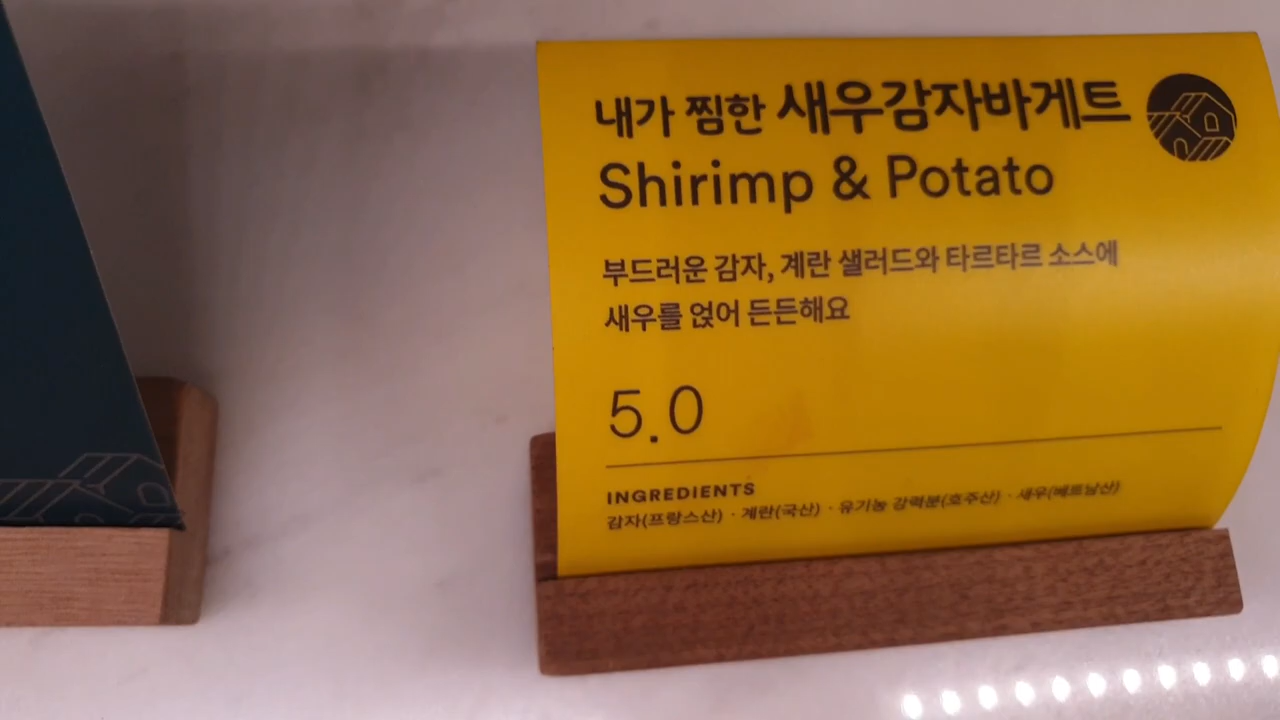 내가 찜한 새우감자바게트
Shirimp & Potato
부드러운 감자, 계란 샐러드와 타르타르 소스에
새우를 얹어 든든해요
5.0
INGREDIENTS
감자(프랑스산) · 계란(국산) · 유기농 강력분(호주산) · 새우(베트남산)